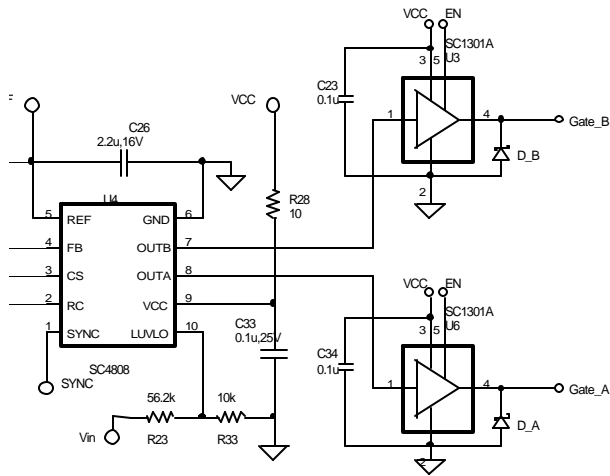 VCC EN
SC1301A
3 5 U3
C23
0.1u
1
4
Gate_B
D_B
2
F
C26
2.2u,16V
VCC
R28
10
U4
5 REF GND 6
4 FB OUTB 7
3 CS OUTA 8
2 RC VCC 9
1 SYNC LUVLO 10
SC4808
SYNC
C33
0.1u,25V
56.2k 10k
Vin
R23 R33
VCC EN
SC1301A
3 5 U6
C34
0.1u
1
4
Gate_A
D_A
2